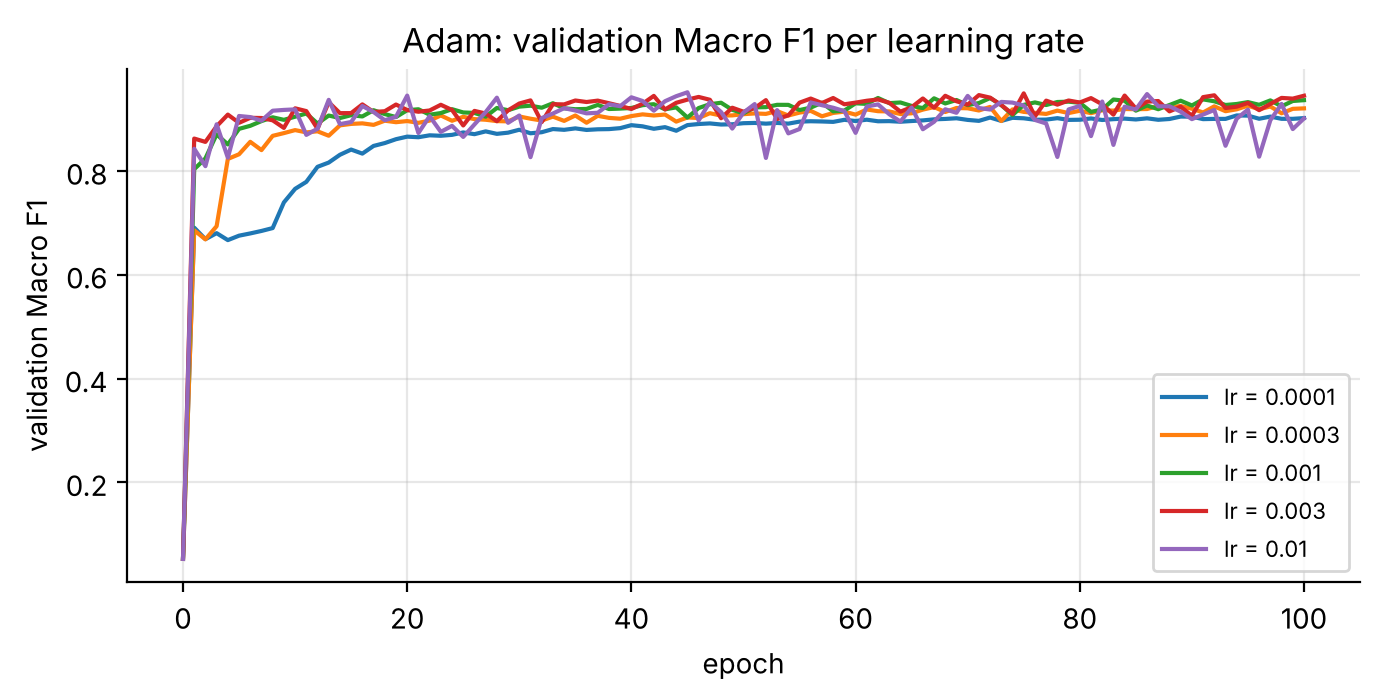 Adam: validation Macro F1 per learning rate
validation Macro F1
0.8
0.6
0.4
0.2
0 20 40 60 80 100
epoch
lr = 0.0001
lr = 0.0003
lr = 0.001
lr = 0.003
lr = 0.01